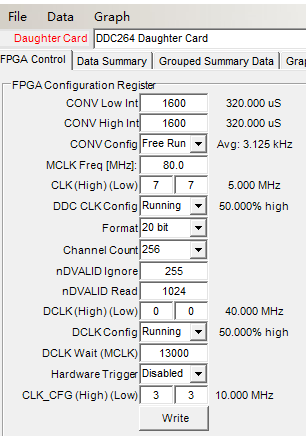 File Data Graph
Daughter Card DDC264 Daughter Card
FPGA Control Data Summary Grouped Summary Data Gra
FPGA Configuration Register
CONV Low Int 1600 320.000 uS
CONV High Int 1600 320.000 uS
CONV Config Free Run Avg: 3.125 kHz
MCLK Freq [MHz]: 80.0
CLK (High) (Low) 7 7 5.000 MHz
DDC CLK Config Running 50.000% high
Format 20 bit
Channel Count 256
nDVALID Ignore 255
nDVALID Read 1024
DCLK (High) (Low) 0 0 40.000 MHz
DCLK Config Running 50.000% high
DCLK Wait (MCLK) 13000
Hardware Trigger Disabled
CLK_CFG (High) (Low) 3 3 10.000 MHz
Write